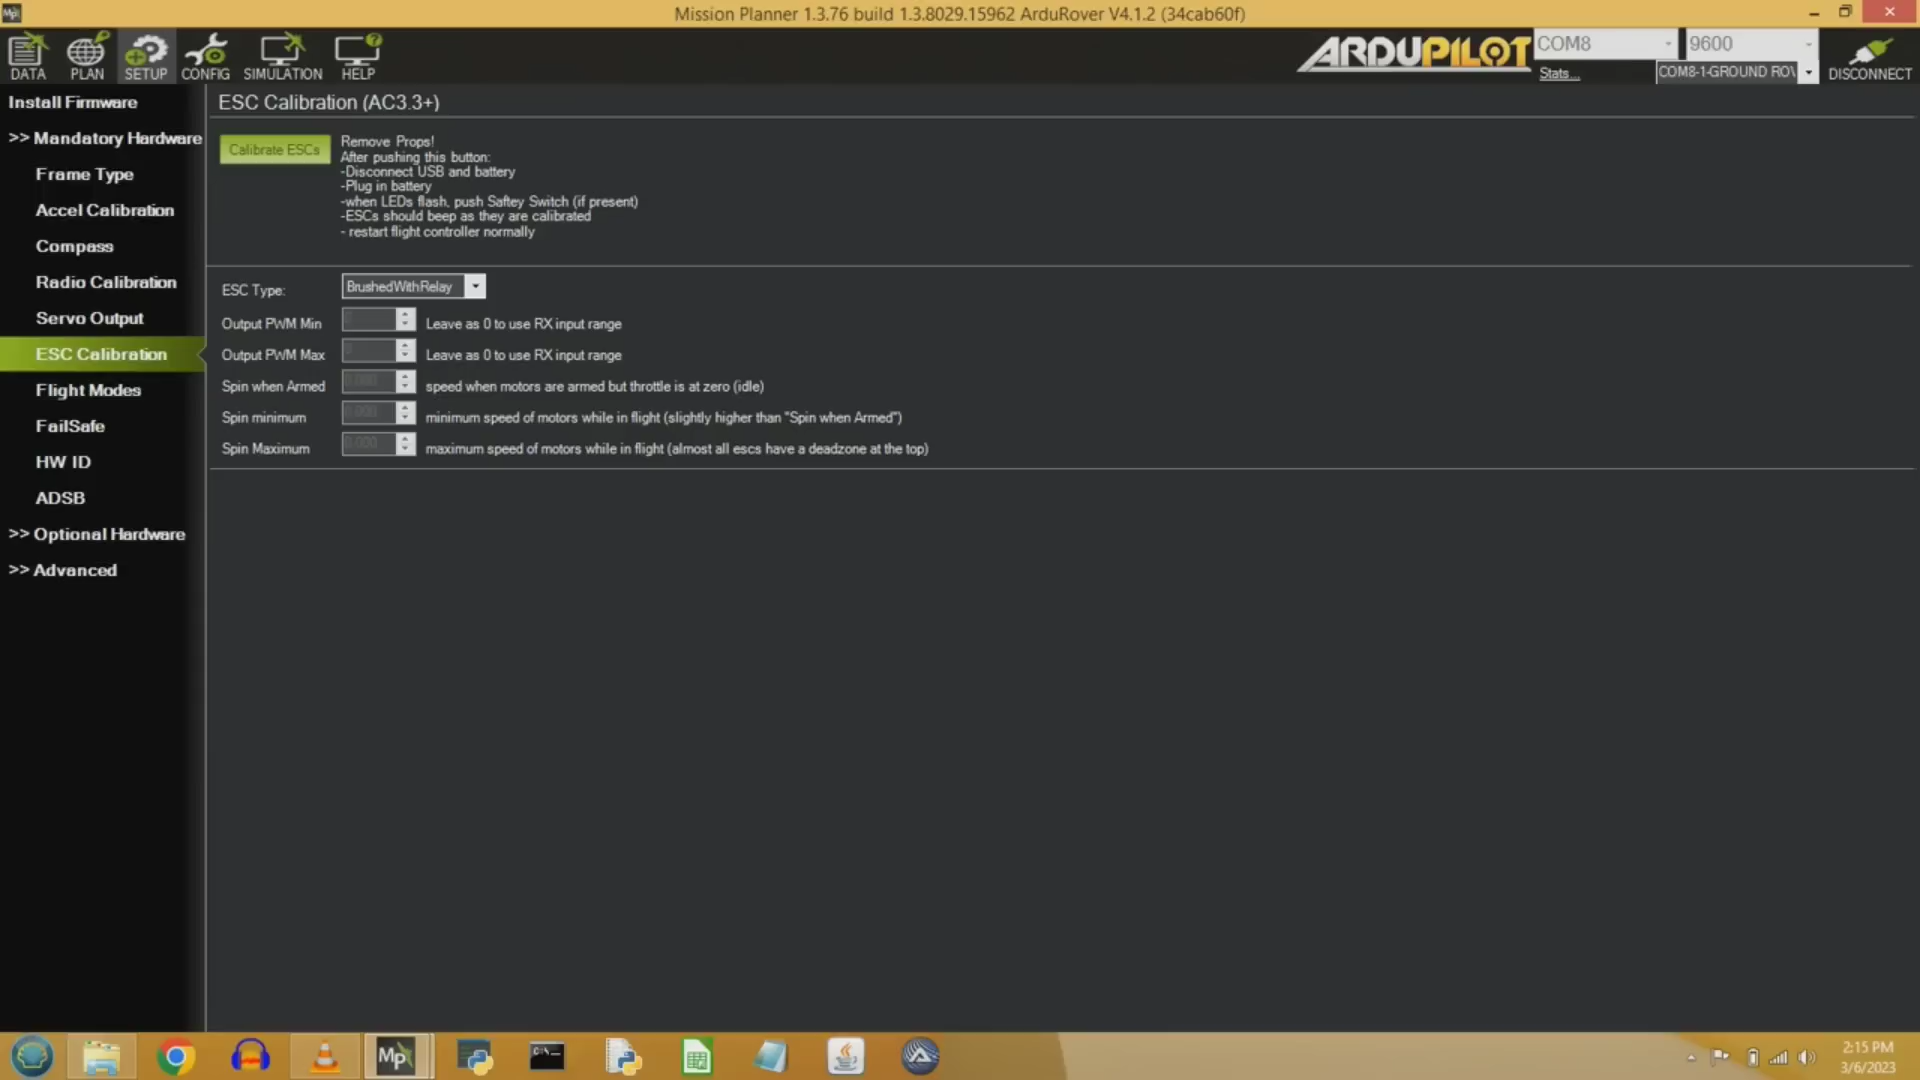 Mp
Mission Planner 1.3.76 build 1.3.8029.15962 ArduRover V4.1.2 (34cab60f)
DATA
PLAN
SETUP
CONFIG
SIMULATION
HELP
ARDUPILOT
COM8
9600
Stats...
COM8-1-GROUND ROV
DISCONNECT
Install Firmware
>> Mandatory Hardware
Frame Type
Accel Calibration
Compass
Radio Calibration
Servo Output
ESC Calibration
Flight Modes
FailSafe
HW ID
ADSB
>> Optional Hardware
>> Advanced
ESC Calibration (AC3.3+)
Calibrate ESCs
Remove Props!
After pushing this button:
-Disconnect USB and battery
-Plug in battery
-when LEDs flash, push Saftey Switch (if present)
-ESCs should beep as they are calibrated
- restart flight controller normally
ESC Type: BrushedWithRelay
Output PWM Min Leave as 0 to use RX input range
Output PWM Max Leave as 0 to use RX input range
Spin when Armed speed when motors are armed but throttle is at zero (idle)
Spin minimum minimum speed of motors while in flight (slightly higher than "Spin when Armed")
Spin Maximum maximum speed of motors while in flight (almost all escs have a deadzone at the top)
Mp
2:15 PM
3/6/2023